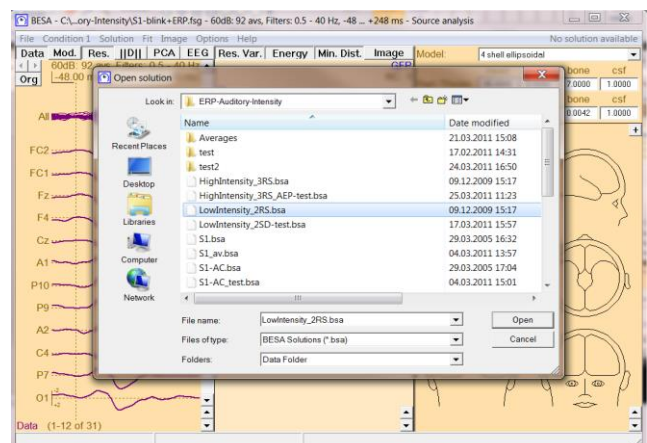 BESA - C:\...ory-Intensity\S1-blink+ERP.fsg - 60dB: 92 avs, Filters: 0.5 - 40 Hz, -48 ... +248 ms - Source analysis
File Condition 1 Solution Fit Image Options Help No solution available
Data Mod. Res. ||D|| PCA EEG Res. Var. Energy Min. Dist. Image Model: 4 shell ellipsoidal
60dB: 92 avs, Filters: 0.5 - 40 Hz
Org -48.00
bone csf
7.0000 1.0000
bone csf
0.0042 1.0000
Open solution
Look in: ERP-Auditory-Intensity
Name Date modified
Averages 21.03.2011 15:08
test 17.02.2011 14:31
test2 24.03.2011 16:50
HighIntensity_3RS.bsa 09.12.2009 15:17
HighIntensity_3RS_AEP-test.bsa 25.03.2011 11:23
LowIntensity_2RS.bsa 09.12.2009 15:17
LowIntensity_2SD-test.bsa 17.03.2011 15:57
S1.bsa 29.03.2005 16:32
S1_av.bsa 04.03.2011 13:57
S1-AC.bsa 29.03.2005 17:04
S1-AC_test.bsa 04.03.2011 15:01
Recent Places
Desktop
Libraries
Computer
Network
File name: LowIntensity_2RS.bsa Open
Files of type: BESA Solutions (*.bsa) Cancel
Folders: Data Folder
All
FC2
FC1
Fz
F4
Cz
A1
P10
P9
A2
C4
P7
O1
Data (1-12 of 31)